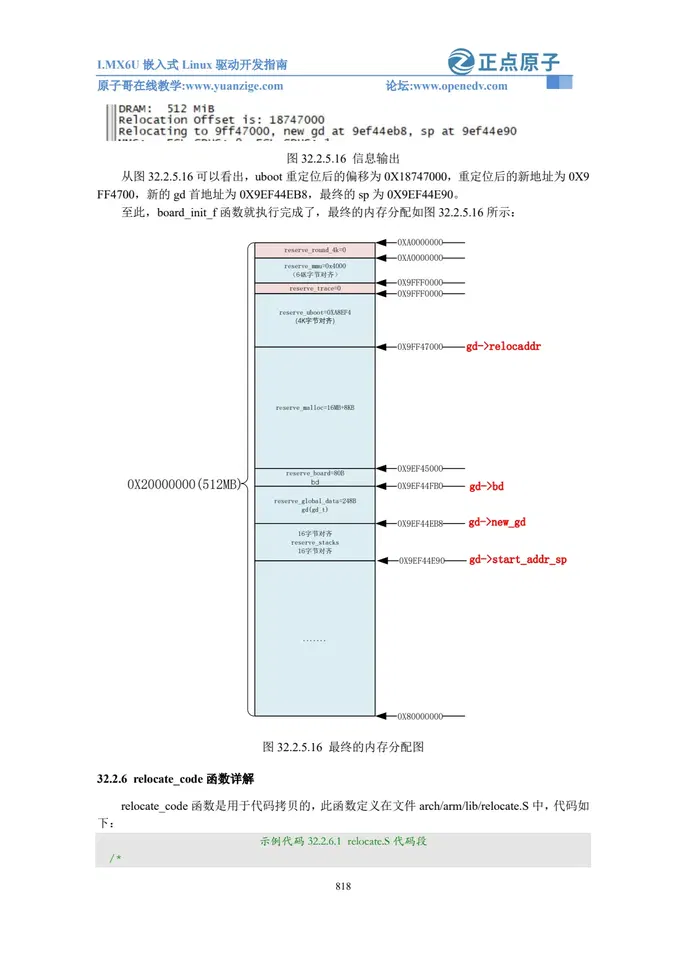 I.MX6U 嵌入式 Linux 驱动开发指南
正点原子
原子哥在线教学:www.yuanzige.com 论坛:www.openedv.com
DRAM: 512 MiB
Relocation Offset is: 18747000
Relocating to 9ff47000, new gd at 9ef44eb8, sp at 9ef44e90
图 32.2.5.16 信息输出
从图 32.2.5.16 可以看出，uboot 重定位后的偏移为 0X18747000，重定位后的新地址为 0X9
FF4700，新的 gd 首地址为 0X9EF44EB8，最终的 sp 为 0X9EF44E90。
至此，board_init_f 函数就执行完成了，最终的内存分配如图 32.2.5.16 所示：
0XA0000000
reserve_round_4k=0
0XA0000000
reserve_mmu=0x4000
（64K字节对齐）
0X9FFF0000
reserve_trace=0
0X9FFF0000
reserve_uboot=0XA8EF4
(4K字节对齐)
0X9FF47000 gd->relocaddr
reserve_malloc=16MB+8KB
0X9EF45000
reserve_board=80B
bd
0X20000000(512MB)
0X9EF44FB0 gd->bd
reserve_global_data=248B
gd(gd_t)
0X9EF44EB8 gd->new_gd
16字节对齐
reserve_stacks
16字节对齐
0X9EF44E90 gd->start_addr_sp
.......
0X80000000
图 32.2.5.16 最终的内存分配图
32.2.6 relocate_code 函数详解
relocate_code 函数是用于代码拷贝的，此函数定义在文件 arch/arm/lib/relocate.S 中，代码如
下：
示例代码 32.2.6.1 relocate.S 代码段
/*
818